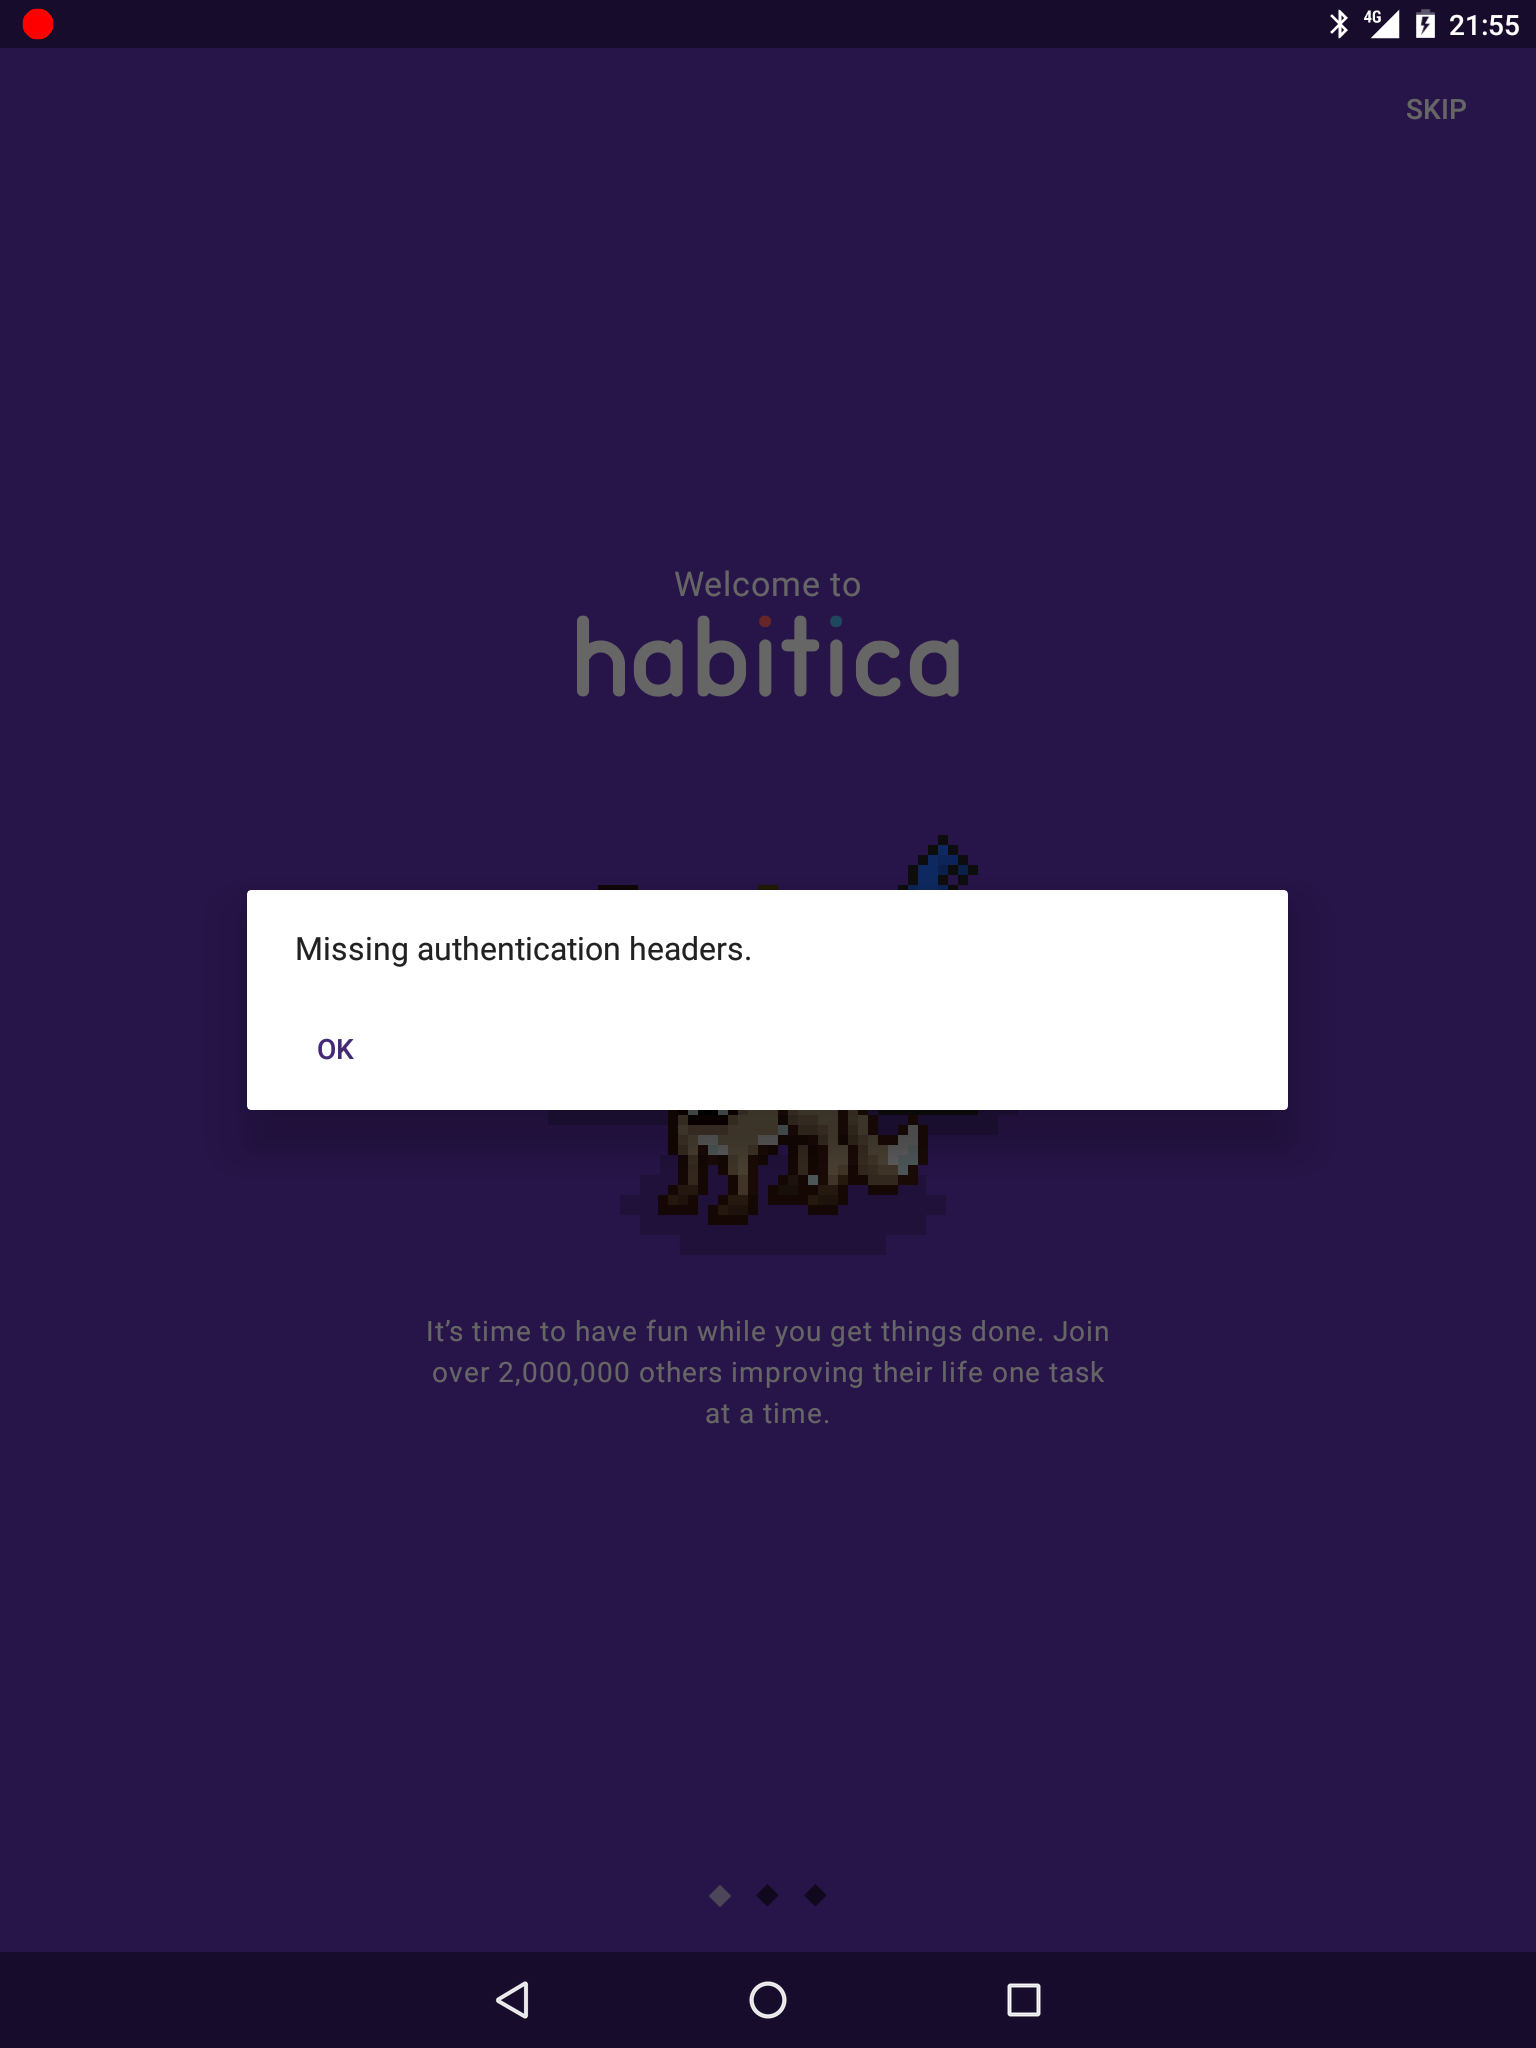 4G 21:55
SKIP
Welcome to
habitica
Missing authentication headers.
OK
It’s time to have fun while you get things done. Join
over 2,000,000 others improving their life one task
at a time.